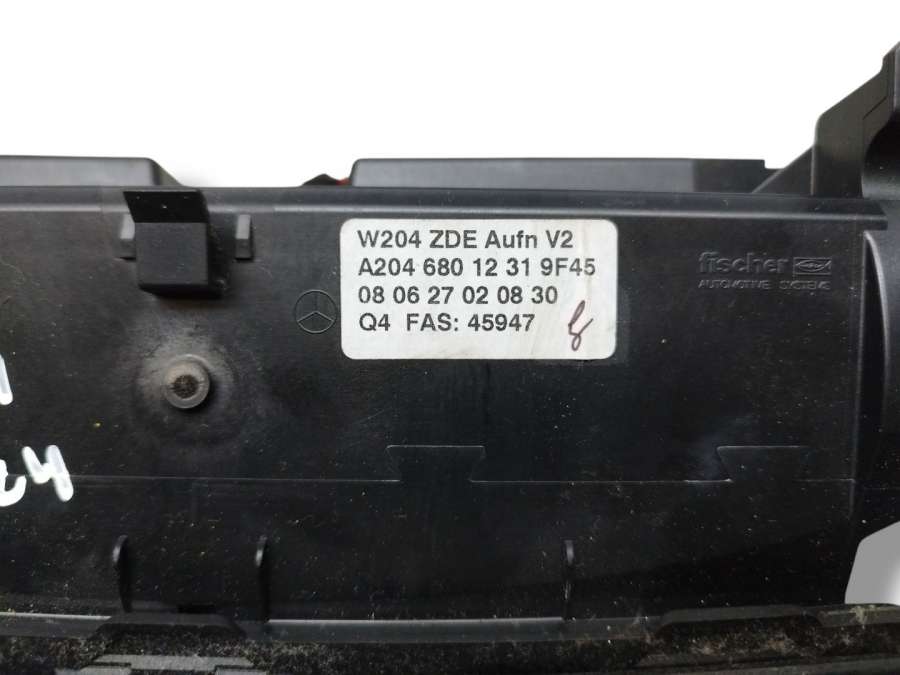 W204 ZDE Aufn V2
A204 680 12 31 9F45
08 06 27 02 08 30
Q4 FAS: 45947
fischer
AUTOMOTIVE SYSTEMS
24